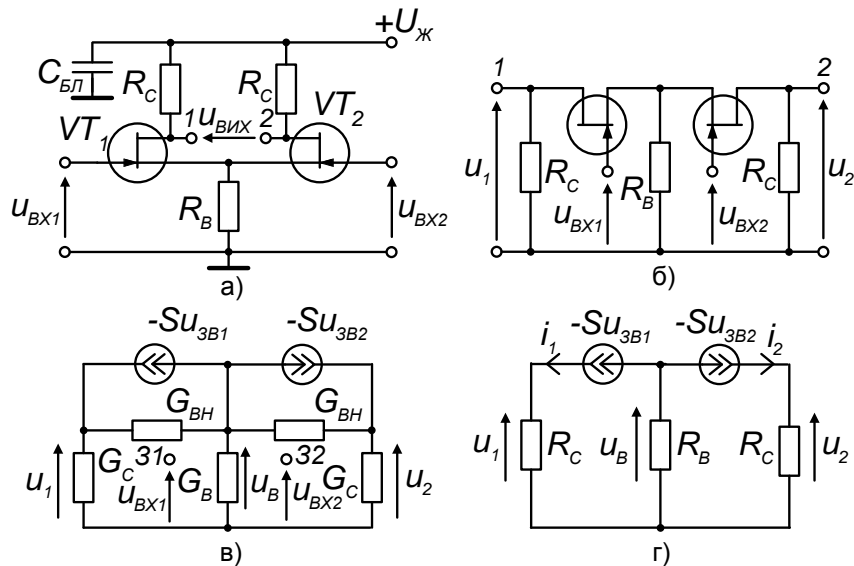 +U_Ж
C_БЛ
R_C
R_C
1
u_ВИХ
2
VT_1
VT_2
u_ВХ1
R_В
u_ВХ2
а)
1
2
u_1
R_C
u_ВХ1
R_В
u_ВХ2
R_C
u_2
б)
-Su_ЗВ1
-Su_ЗВ2
G_ВН
G_ВН
u_1
G_C
З1
u_ВХ1
G_В
u_В
З2
u_ВХ2
G_C
u_2
в)
i_1
-Su_ЗВ1
-Su_ЗВ2
i_2
u_1
R_C
u_В
R_В
R_C
u_2
г)